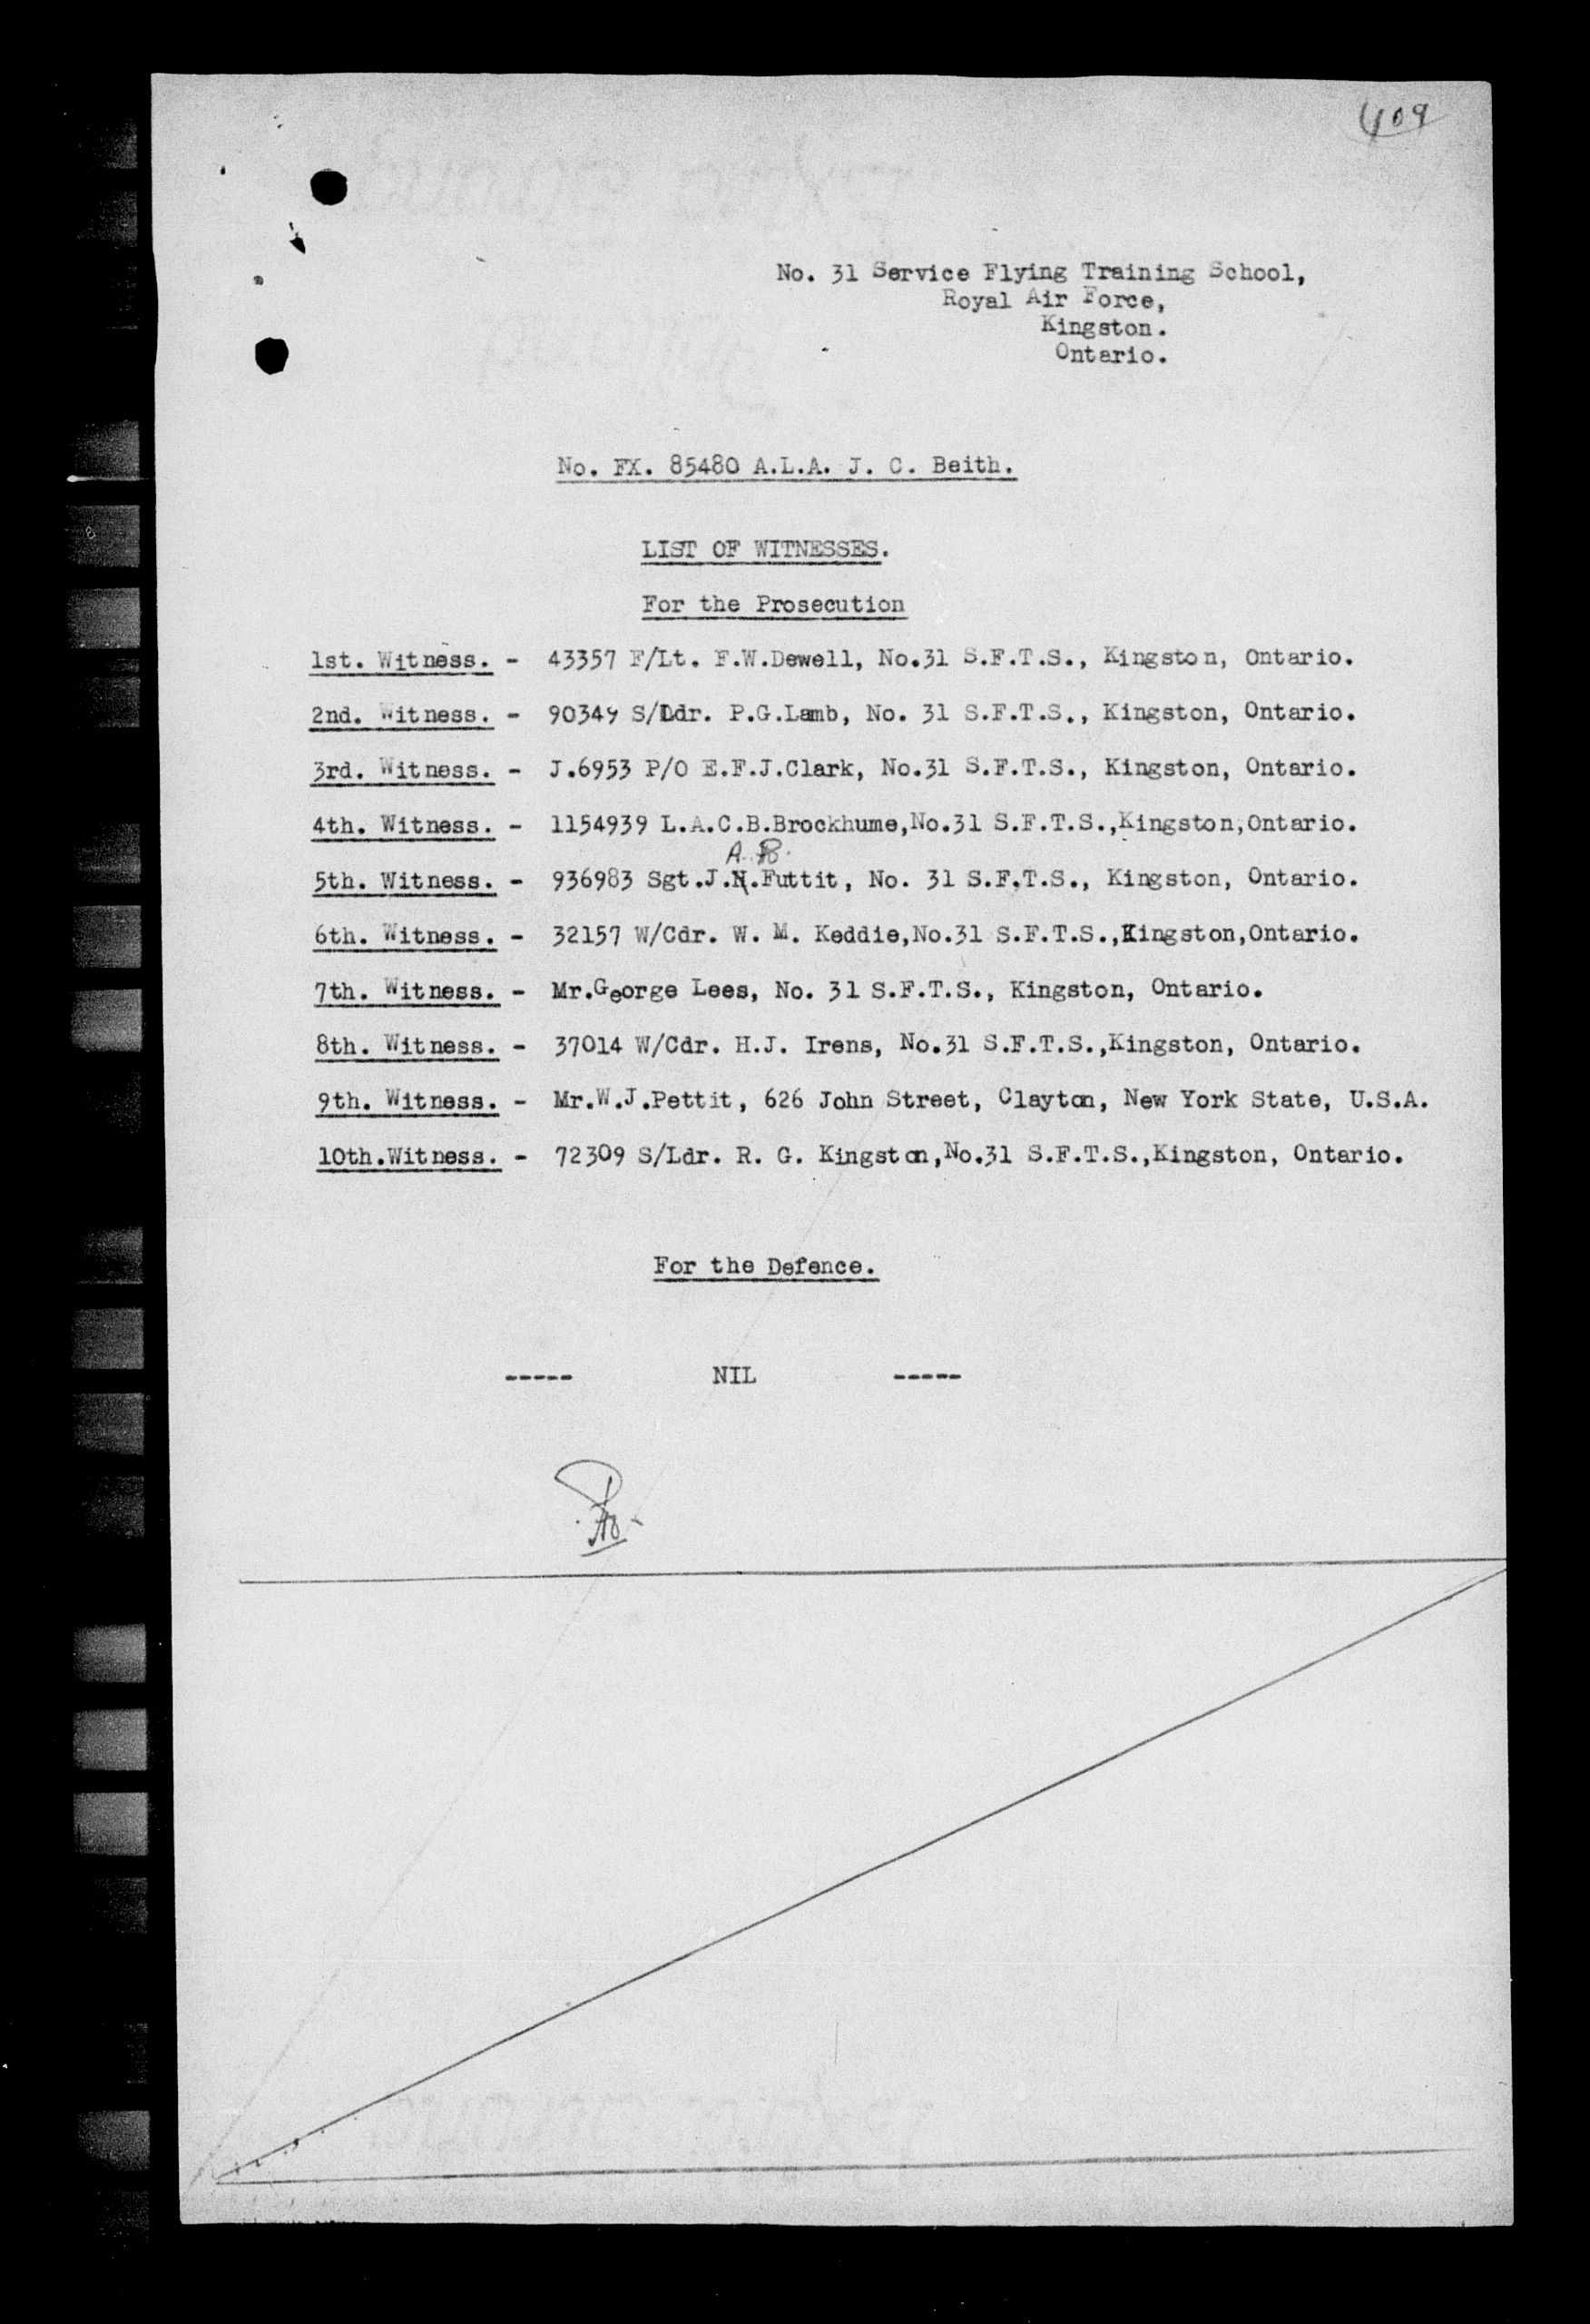 409
No. 31 Service Flying Training School,
Royal Air Force,
Kingston.
Ontario.
No. FX. 85480 A.L.A. J. C. Beith.
LIST OF WITNESSES.
For the Prosecution
1st. Witness. - 43357 F/Lt. F.W.Dewell, No.31 S.F.T.S., Kingston, Ontario.
2nd. Witness. - 90349 S/Ldr. P.G.Lamb, No. 31 S.F.T.S., Kingston, Ontario.
3rd. Witness. - J.6953 P/O E.F.J.Clark, No.31 S.F.T.S., Kingston, Ontario.
4th. Witness. - 1154939 L.A.C.B.Brockhume,No.31 S.F.T.S.,Kingston,Ontario.
A.
5th. Witness. - 936983 Sgt.J.N.Futtit, No. 31 S.F.T.S., Kingston, Ontario.
6th. Witness. - 32157 W/Cdr. W. M. Keddie,No.31 S.F.T.S.,Kingston,Ontario.
7th. Witness. - Mr.George Lees, No. 31 S.F.T.S., Kingston, Ontario.
8th. Witness. - 37014 W/Cdr. H.J. Irens, No.31 S.F.T.S.,Kingston, Ontario.
9th. Witness. - Mr.W.J.Pettit, 626 John Street, Clayton, New York State, U.S.A.
10th.Witness. - 72309 S/Ldr. R. G. Kingston,No.31 S.F.T.S.,Kingston, Ontario.
For the Defence.
----- NIL -----